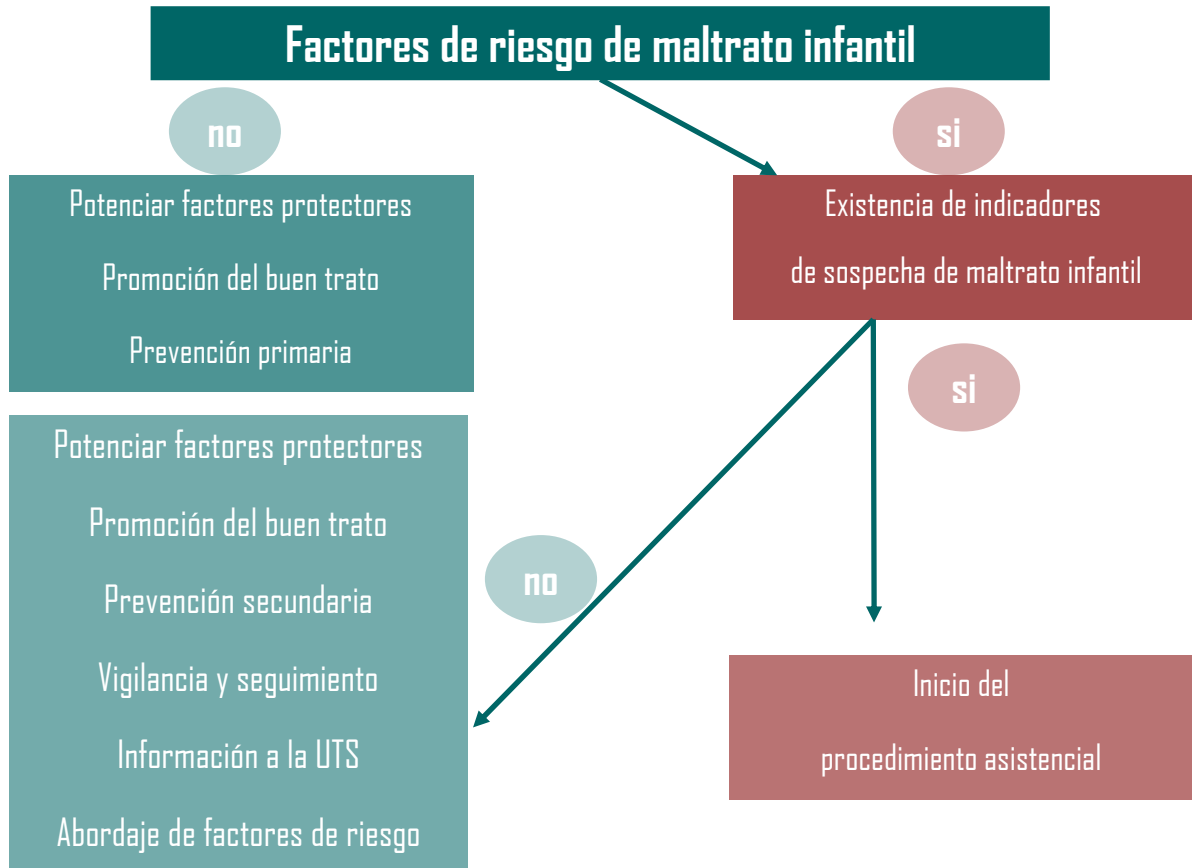 Factores de riesgo de maltrato infantil
no
si
Potenciar factores protectores
Promoción del buen trato
Prevención primaria
Existencia de indicadores
de sospecha de maltrato infantil
si
no
Potenciar factores protectores
Promoción del buen trato
Prevención secundaria
Vigilancia y seguimiento
Información a la UTS
Abordaje de factores de riesgo
Inicio del
procedimiento asistencial